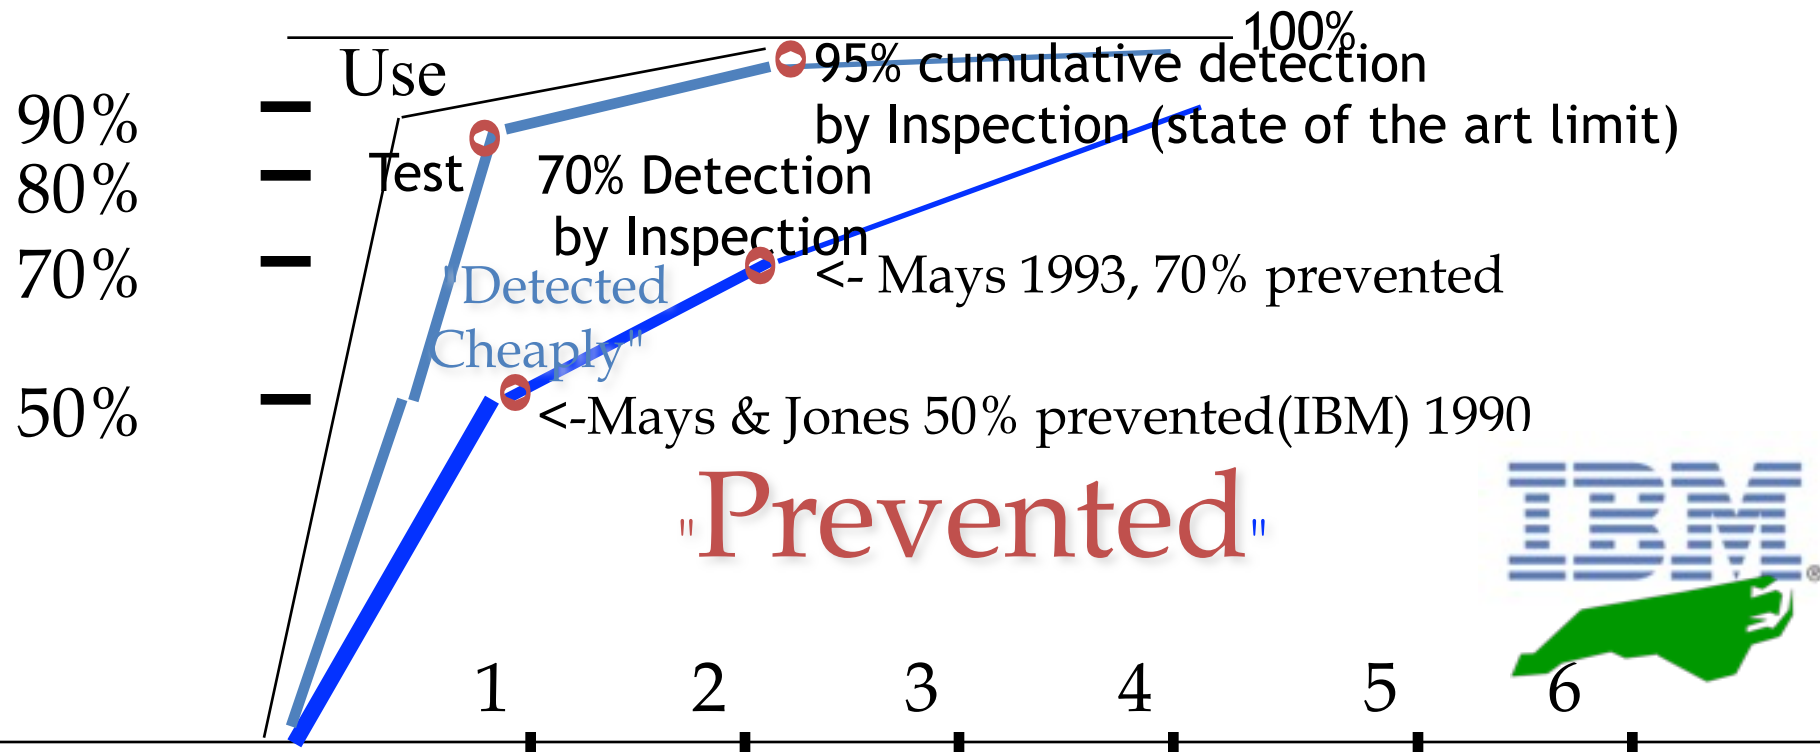 100%
Use
95% cumulative detection
by Inspection (state of the art limit)
90%
Test
70% Detection
by Inspection
80%
70%
"Detected
Cheaply"
<- Mays 1993, 70% prevented
50%
<-Mays & Jones 50% prevented(IBM) 1990
"Prevented"
IBM®
1 2 3 4 5 6